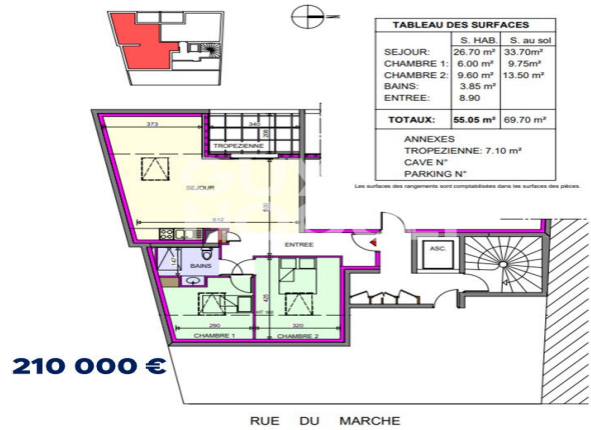 TABLEAU DES SURFACES
S. HAB. S. au sol
SEJOUR: 26.70 m² 33.70m²
CHAMBRE 1: 6.00 m² 9.75m²
CHAMBRE 2: 9.60 m² 13.50 m²
BAINS: 3.85 m²
ENTREE: 8.90
TOTAUX: 55.05 m² 69.70 m²
ANNEXES
TROPEZIENNE: 7.10 m²
CAVE N°
PARKING N°
Les surfaces des rangements sont comptabilisées dans les surfaces des pièces.
373
340
TROPEZIENNE
SEJOUR
612
ENTREE
ASC.
BAINS
147
425
290
320
CHAMBRE 1
CHAMBRE 2
210 000 €
RUE DU MARCHE